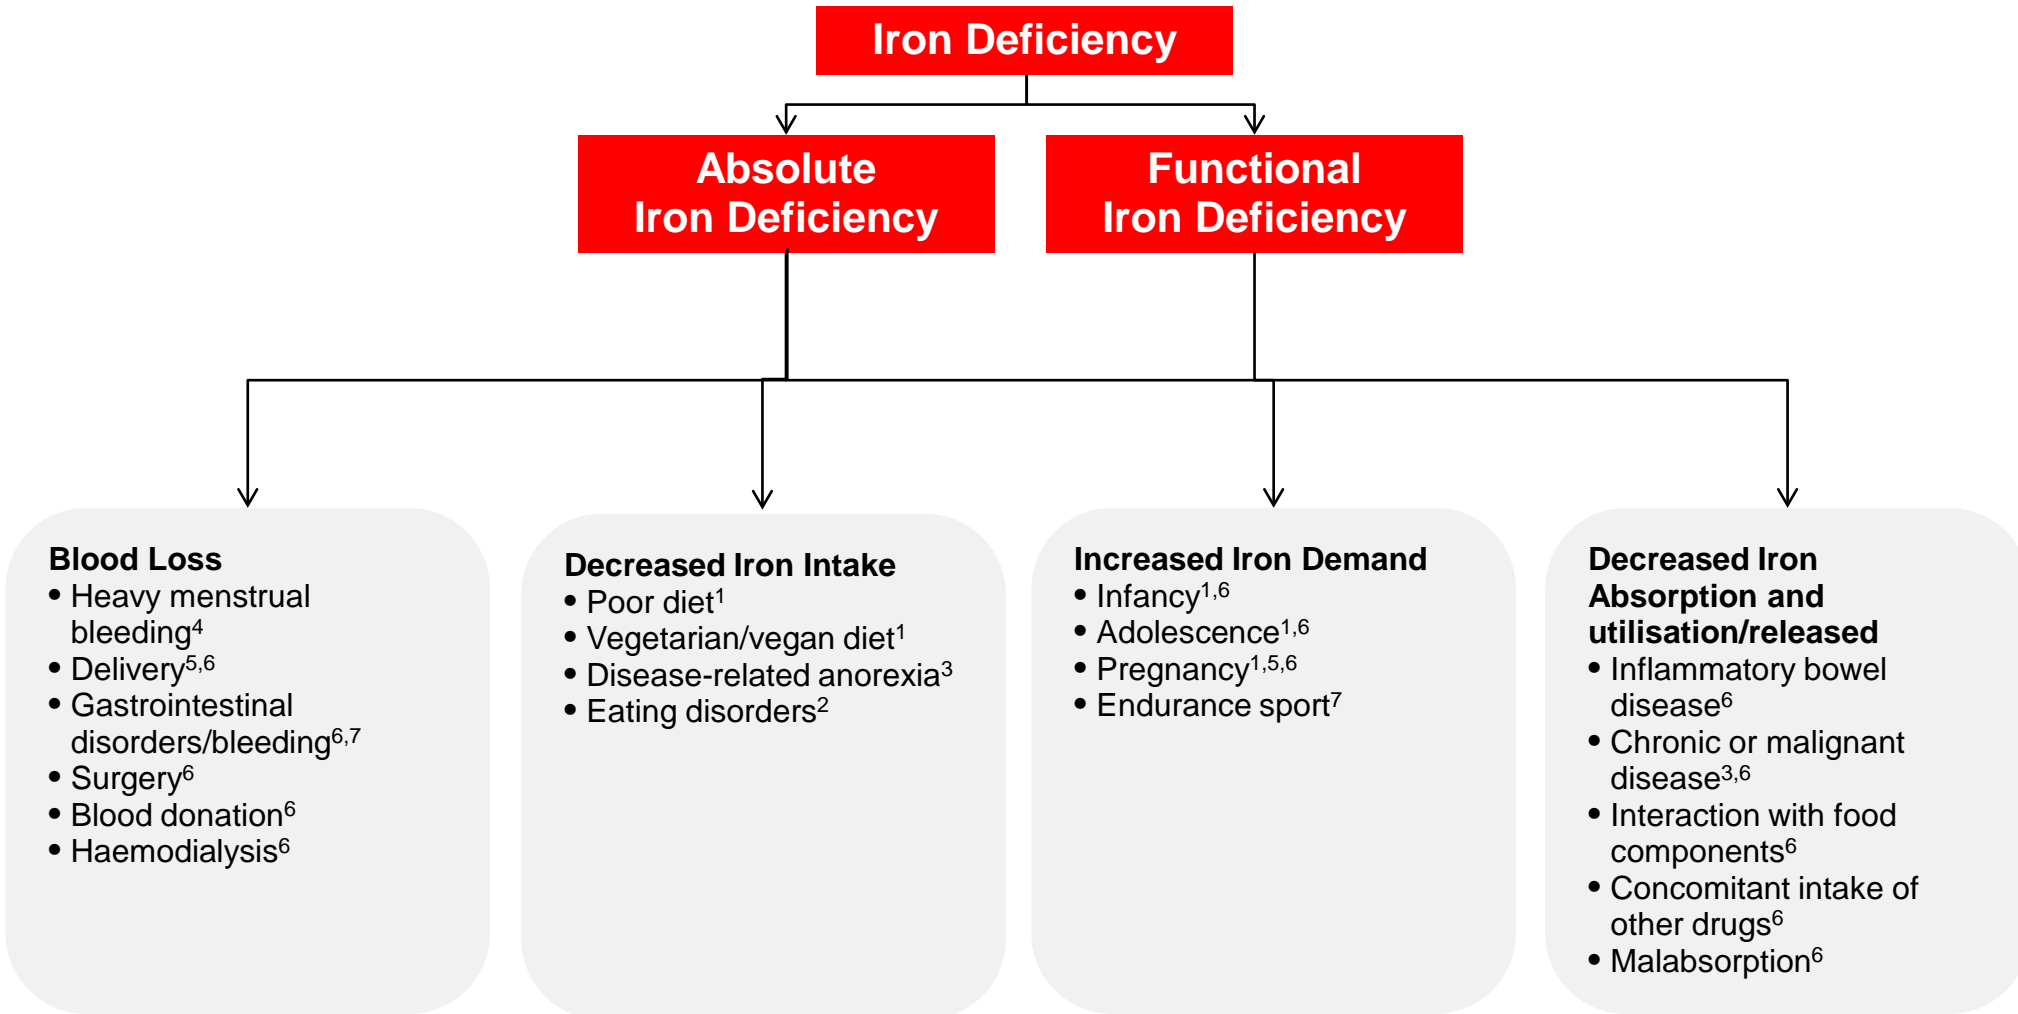 Iron Deficiency
Absolute
Iron Deficiency
Functional
Iron Deficiency
Blood Loss
• Heavy menstrual
bleeding4
• Delivery5,6
• Gastrointestinal
disorders/bleeding6,7
• Surgery6
• Blood donation6
• Haemodialysis6
Decreased Iron Intake
• Poor diet1
• Vegetarian/vegan diet1
• Disease-related anorexia3
• Eating disorders2
Increased Iron Demand
• Infancy1,6
• Adolescence1,6
• Pregnancy1,5,6
• Endurance sport7
Decreased Iron
Absorption and
utilisation/released
• Inflammatory bowel
disease6
• Chronic or malignant
disease3,6
• Interaction with food
components6
• Concomitant intake of
other drugs6
• Malabsorption6